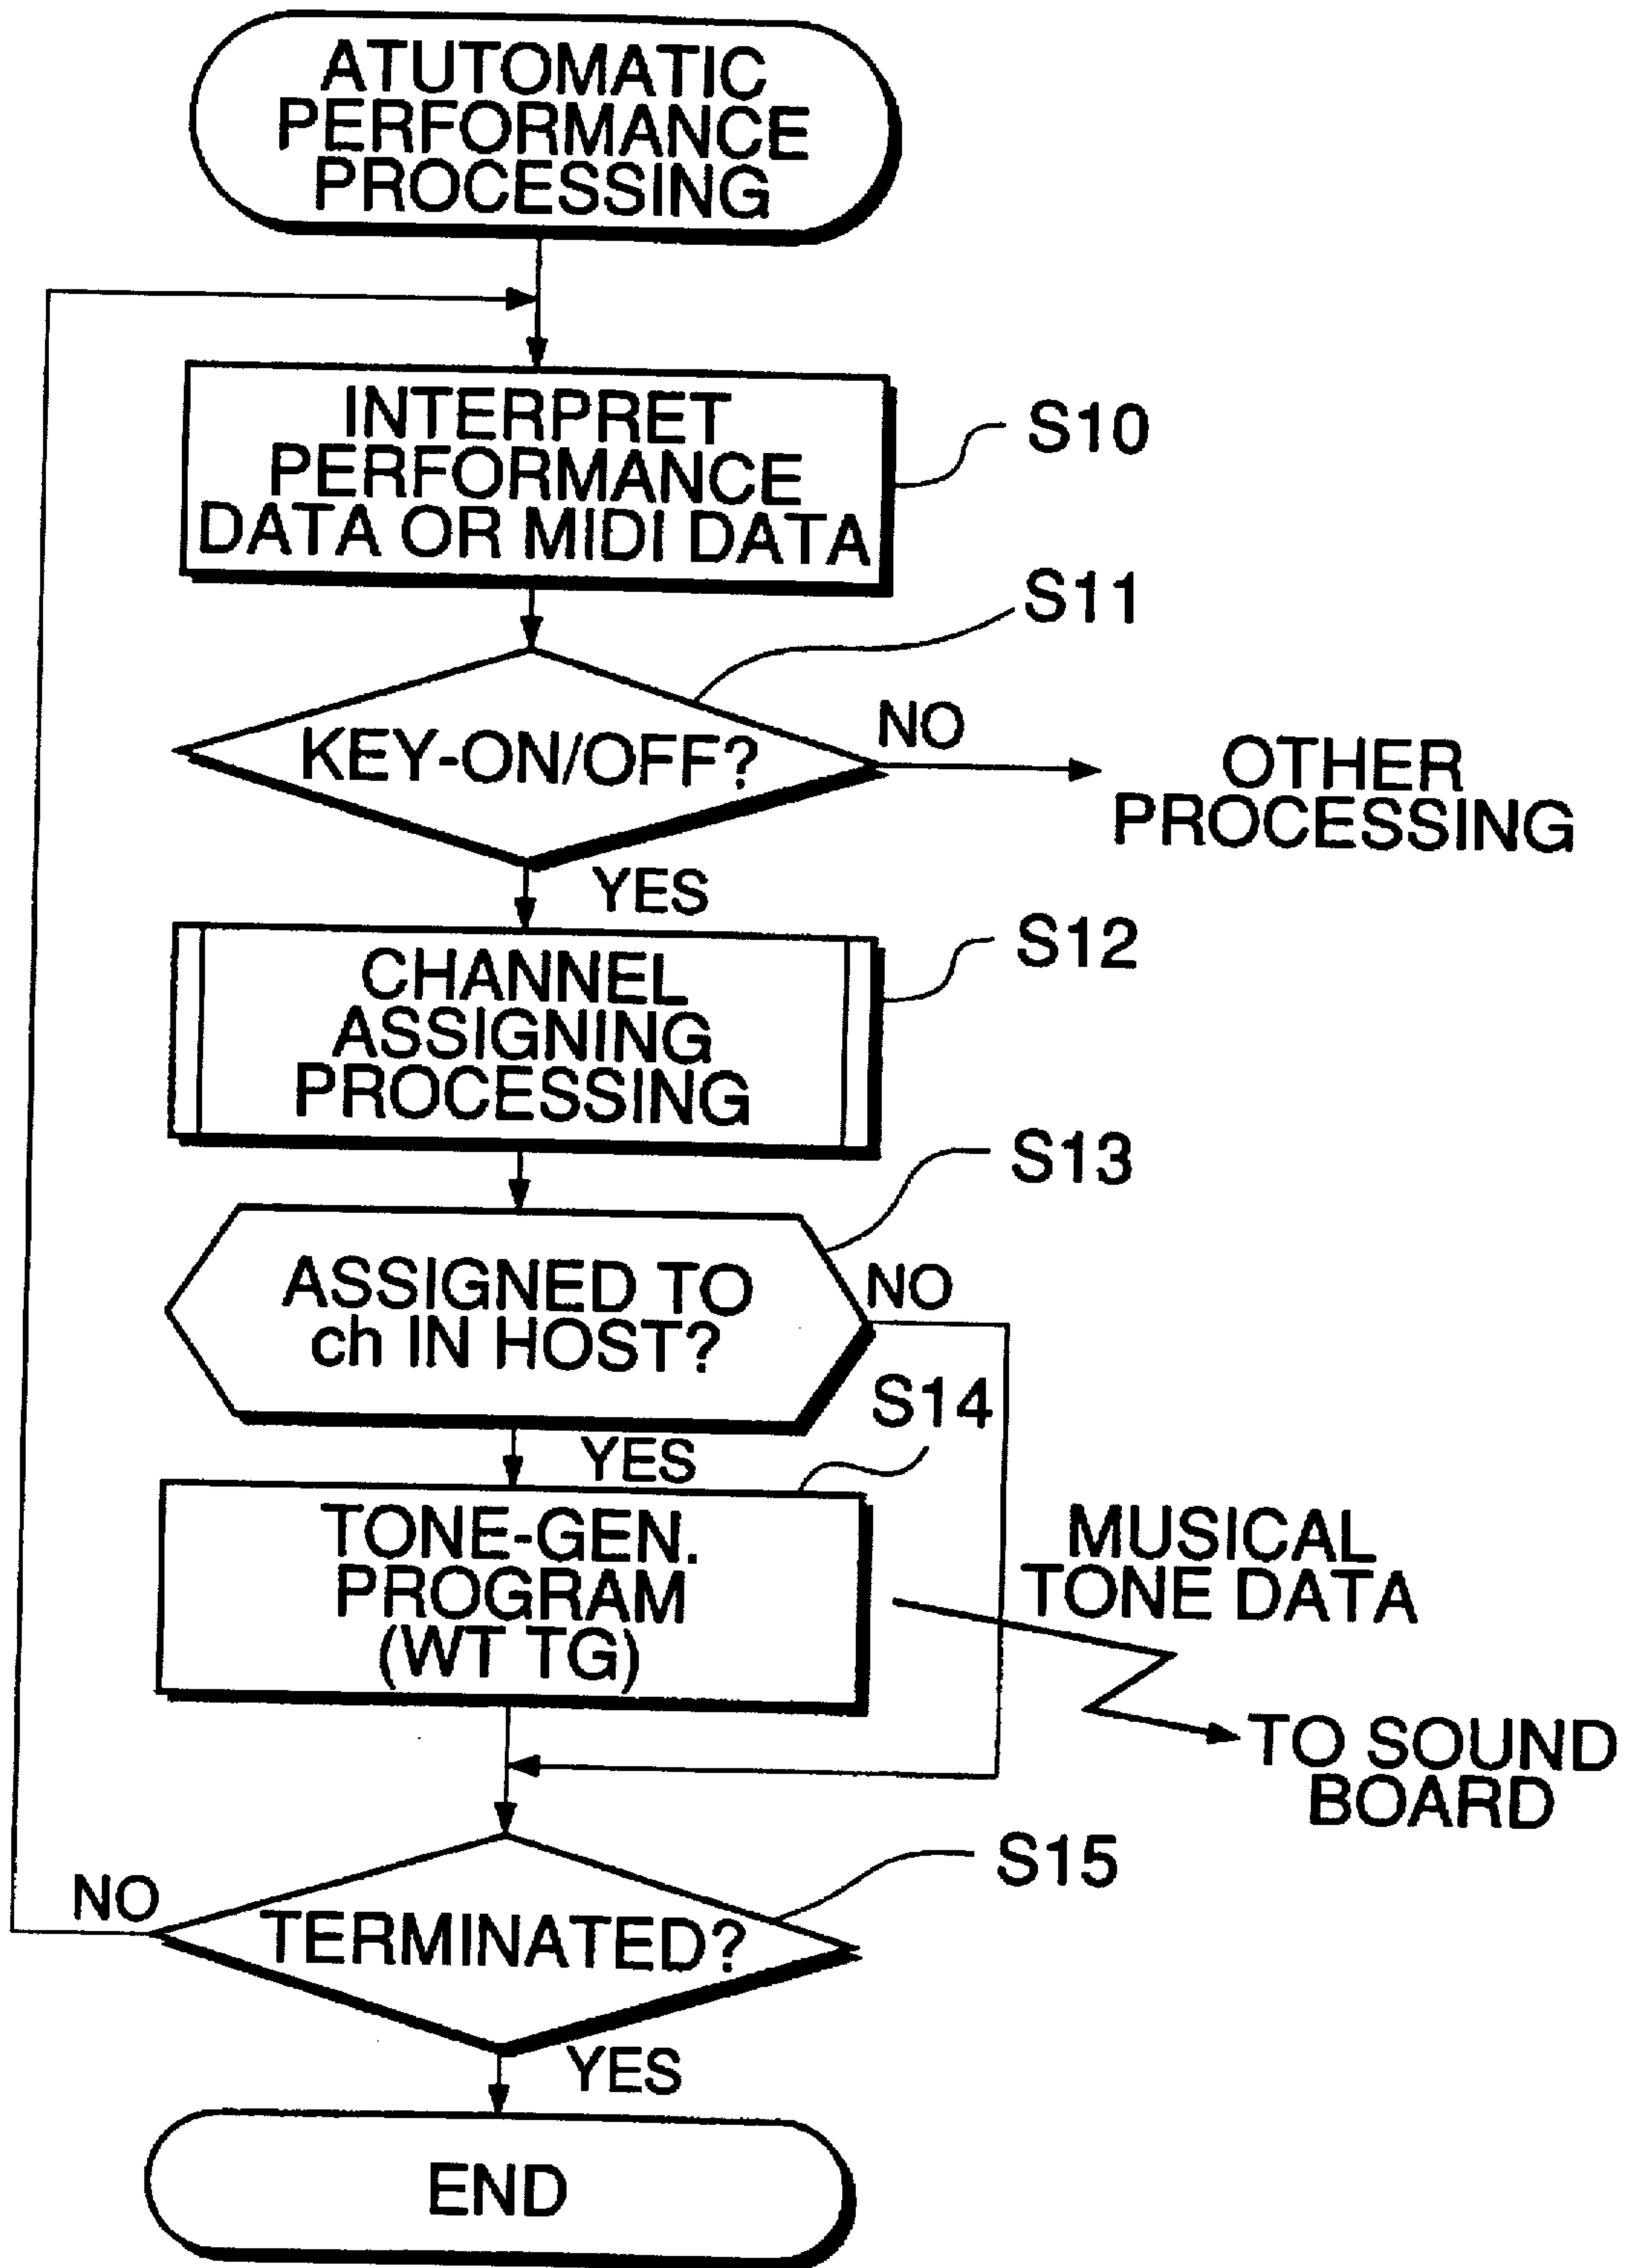 ATUTOMATIC
PERFORMANCE
PROCESSING
INTERPRET
PERFORMANCE
DATA OR MIDI DATA
S10
S11
KEY-ON/OFF?
NO
OTHER
PROCESSING
YES
S12
CHANNEL
ASSIGNING
PROCESSING
S13
ASSIGNED TO
ch IN HOST?
NO
S14
YES
TONE-GEN.
PROGRAM
(WT TG)
MUSICAL
TONE DATA
TO SOUND
BOARD
S15
NO
TERMINATED?
YES
END